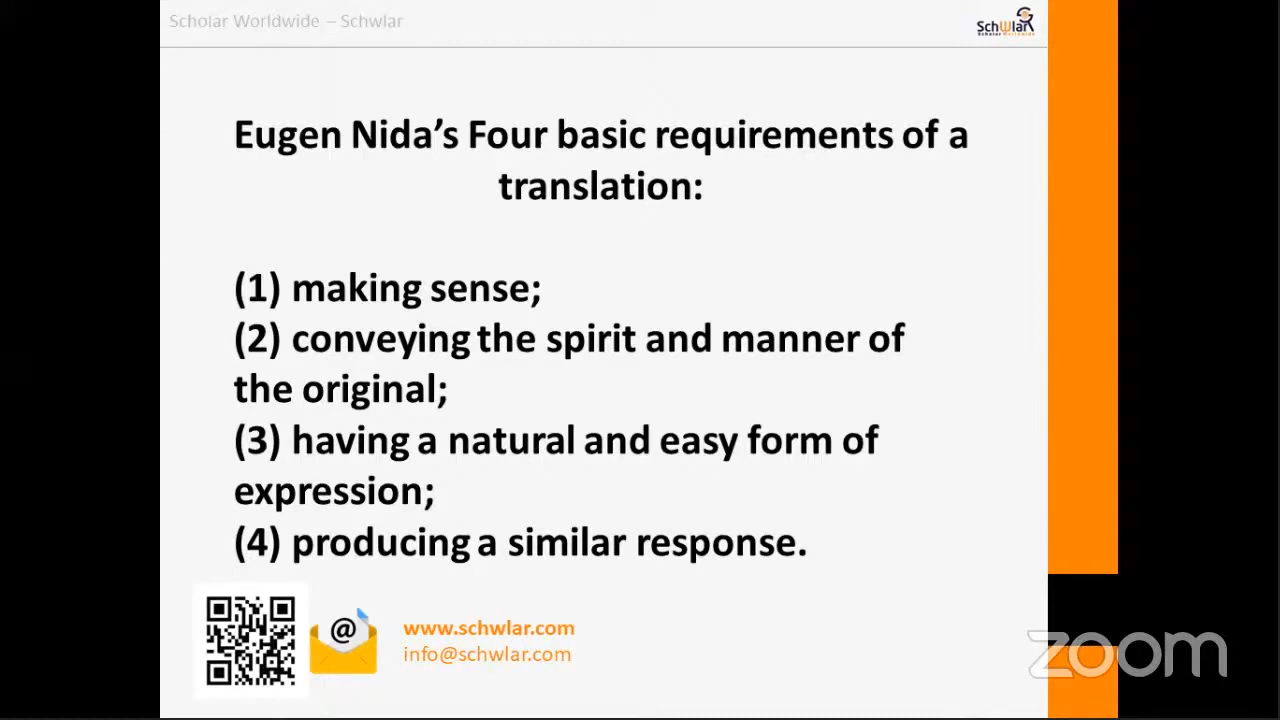 Scholar Worldwide – Schwlar
SchWlar
Scholar Worldwide
Eugen Nida’s Four basic requirements of a
translation:
(1) making sense;
(2) conveying the spirit and manner of
the original;
(3) having a natural and easy form of
expression;
(4) producing a similar response.
@
www.schwlar.com
info@schwlar.com
zoom